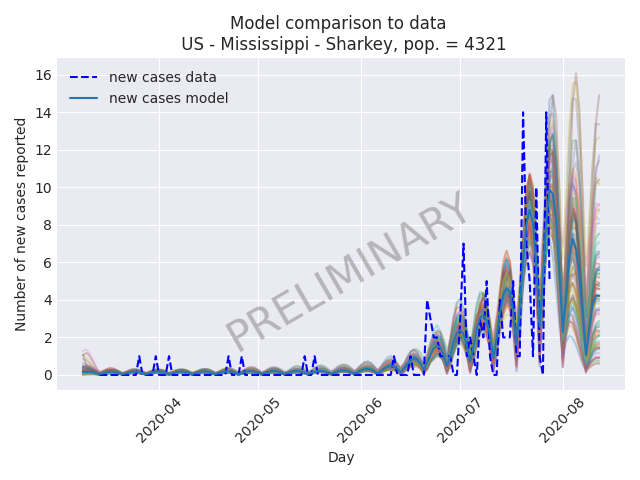 Model comparison to data
US - Mississippi - Sharkey, pop. = 4321
new cases data
new cases model
16
14
12
10
8
6
4
2
0
Number of new cases reported
PRELIMINARY
2020-04
2020-05
2020-06
2020-07
2020-08
Day